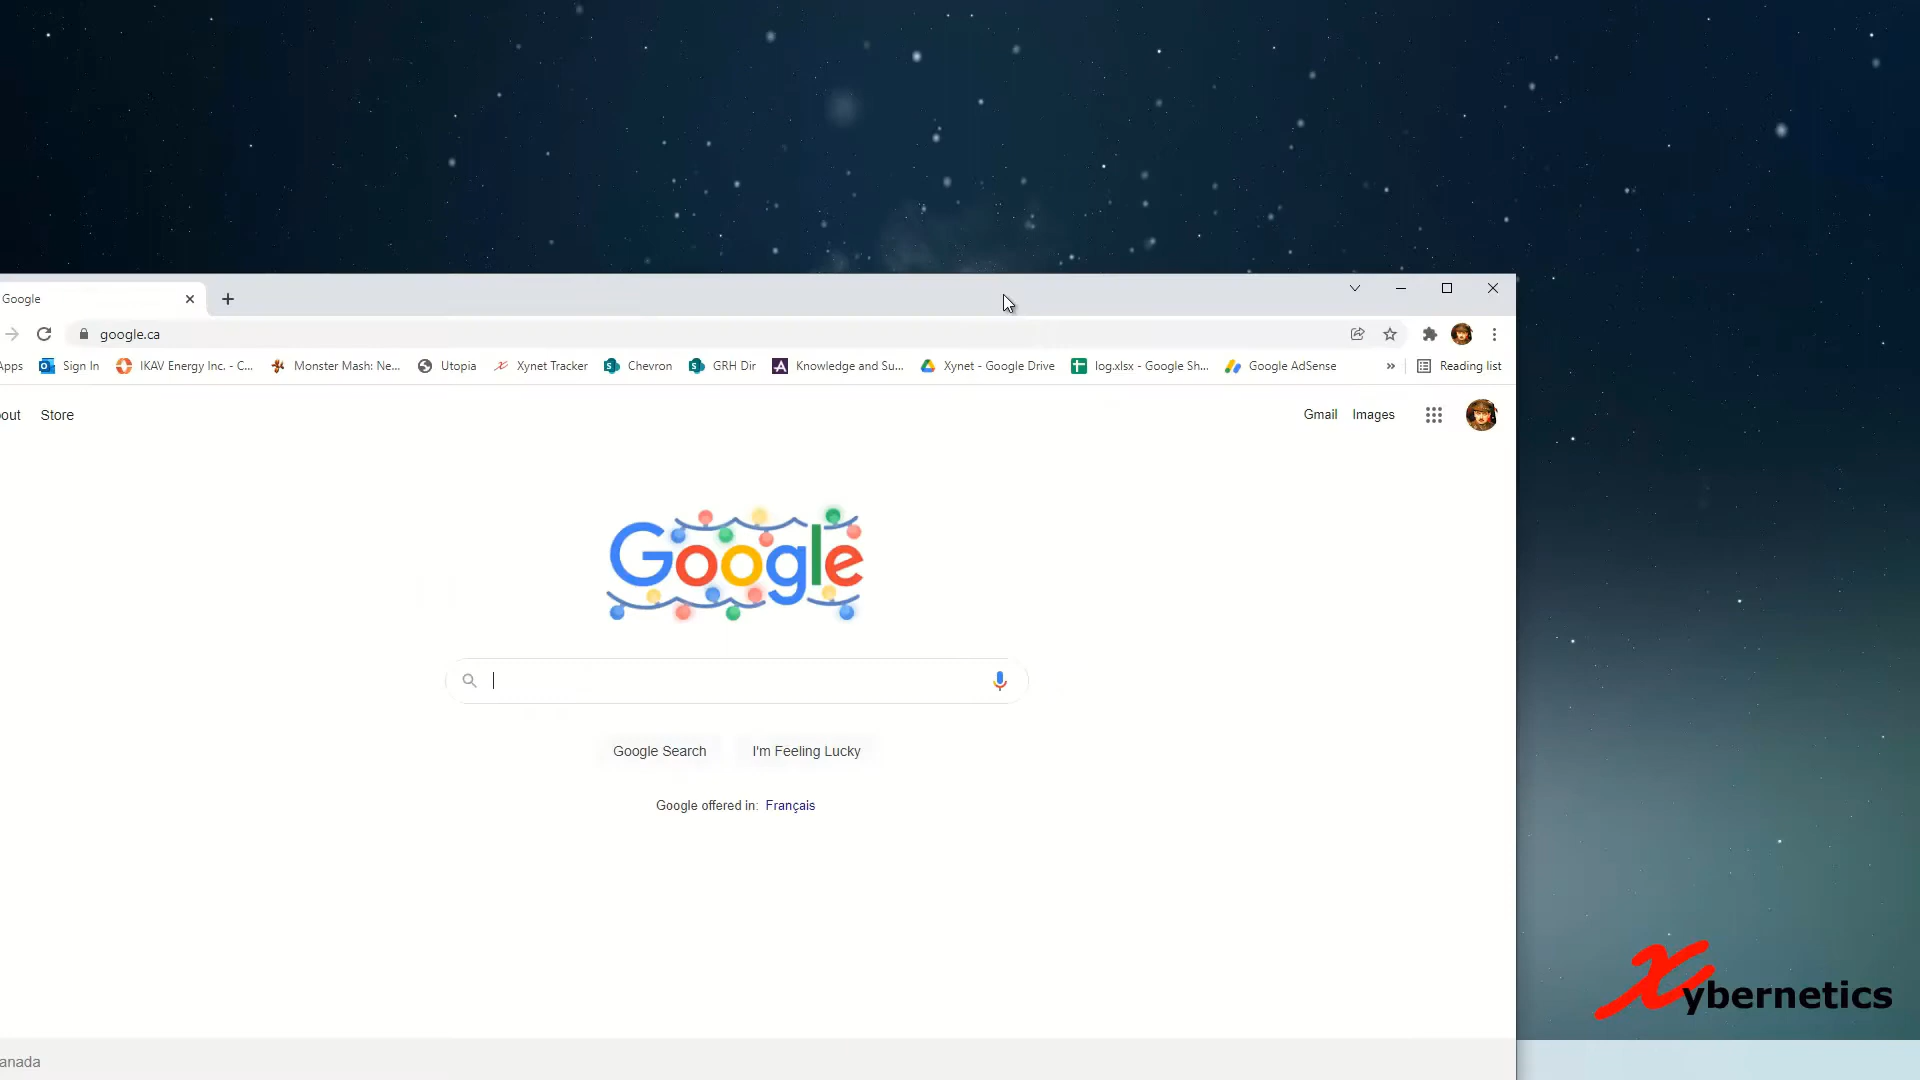 Google
google.ca
Apps Sign In IKAV Energy Inc. - C... Monster Mash: Ne... Utopia Xynet Tracker Chevron GRH Dir Knowledge and Su... Xynet - Google Drive log.xlsx - Google Sh... Google AdSense » Reading list
out Store Gmail Images
Google
Google Search I'm Feeling Lucky
Google offered in: Français
Xybernetics
anada